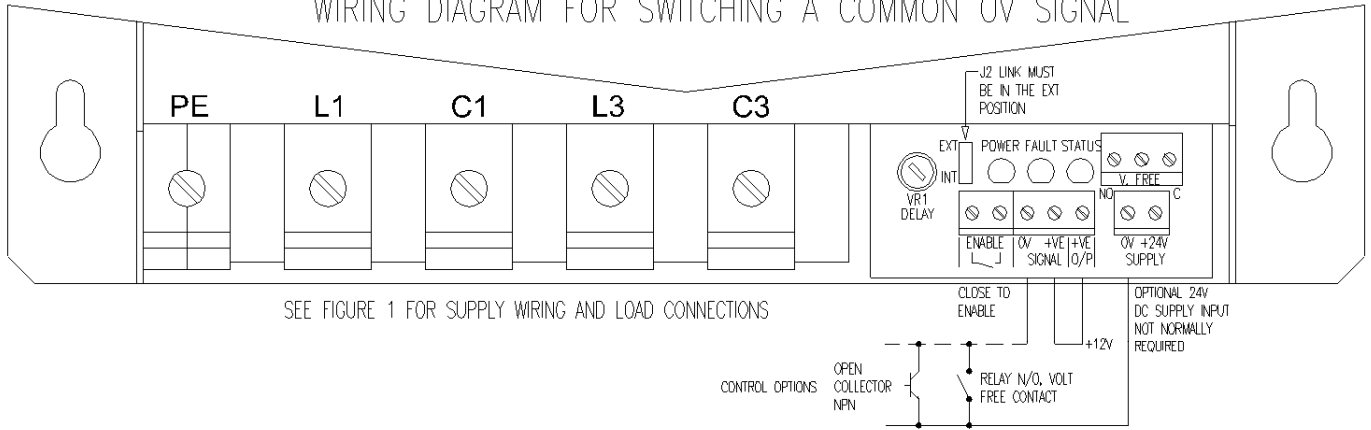 WIRING DIAGRAM FOR SWITCHING A COMMON 0V SIGNAL
J2 LINK MUST
BE IN THE EXT
POSITION
PE L1 C1 L3 C3
EXT POWER FAULT STATUS
INT
V. FREE
NO C
VR1
DELAY
ENABLE 0V +VE +VE 0V +24V
SIGNAL O/P SUPPLY
SEE FIGURE 1 FOR SUPPLY WIRING AND LOAD CONNECTIONS
CLOSE TO
ENABLE
OPTIONAL 24V
DC SUPPLY INPUT
NOT NORMALLY
REQUIRED
+12V
CONTROL OPTIONS
OPEN
COLLECTOR
NPN
RELAY N/O, VOLT
FREE CONTACT